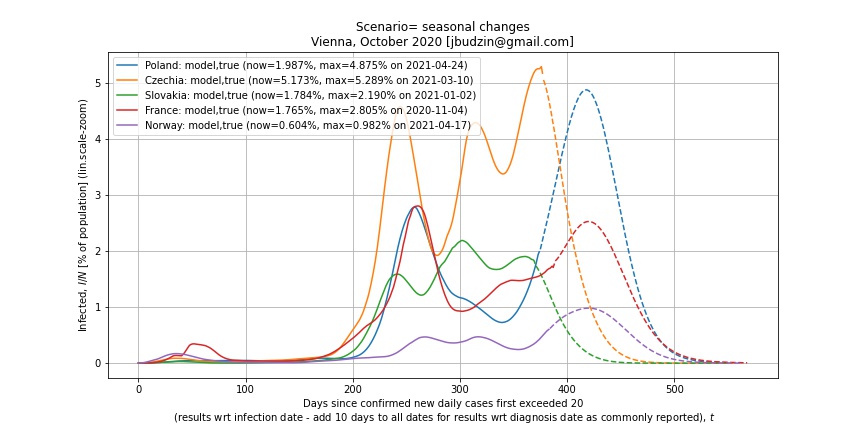 Scenario= seasonal changes
Vienna, October 2020 [jbudzin@gmail.com]
Poland: model,true (now=1.987%, max=4.875% on 2021-04-24)
Czechia: model,true (now=5.173%, max=5.289% on 2021-03-10)
Slovakia: model,true (now=1.784%, max=2.190% on 2021-01-02)
France: model,true (now=1.765%, max=2.805% on 2020-11-04)
Norway: model,true (now=0.604%, max=0.982% on 2021-04-17)
Infected, I/N [% of population] (lin.scale-zoom)
5
4
3
2
1
0
0 100 200 300 400 500
Days since confirmed new daily cases first exceeded 20
(results wrt infection date - add 10 days to all dates for results wrt diagnosis date as commonly reported), t